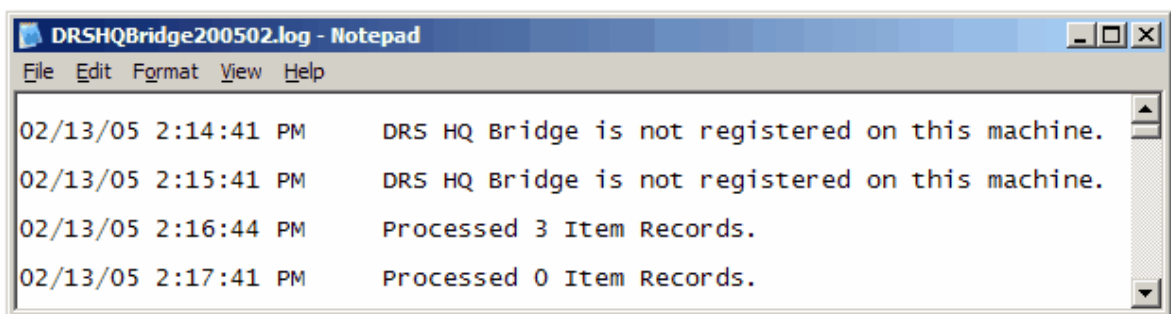 DRSHQBridge200502.log - Notepad
File Edit Format View Help
02/13/05 2:14:41 PM DRS HQ Bridge is not registered on this machine.
02/13/05 2:15:41 PM DRS HQ Bridge is not registered on this machine.
02/13/05 2:16:44 PM Processed 3 Item Records.
02/13/05 2:17:41 PM Processed 0 Item Records.